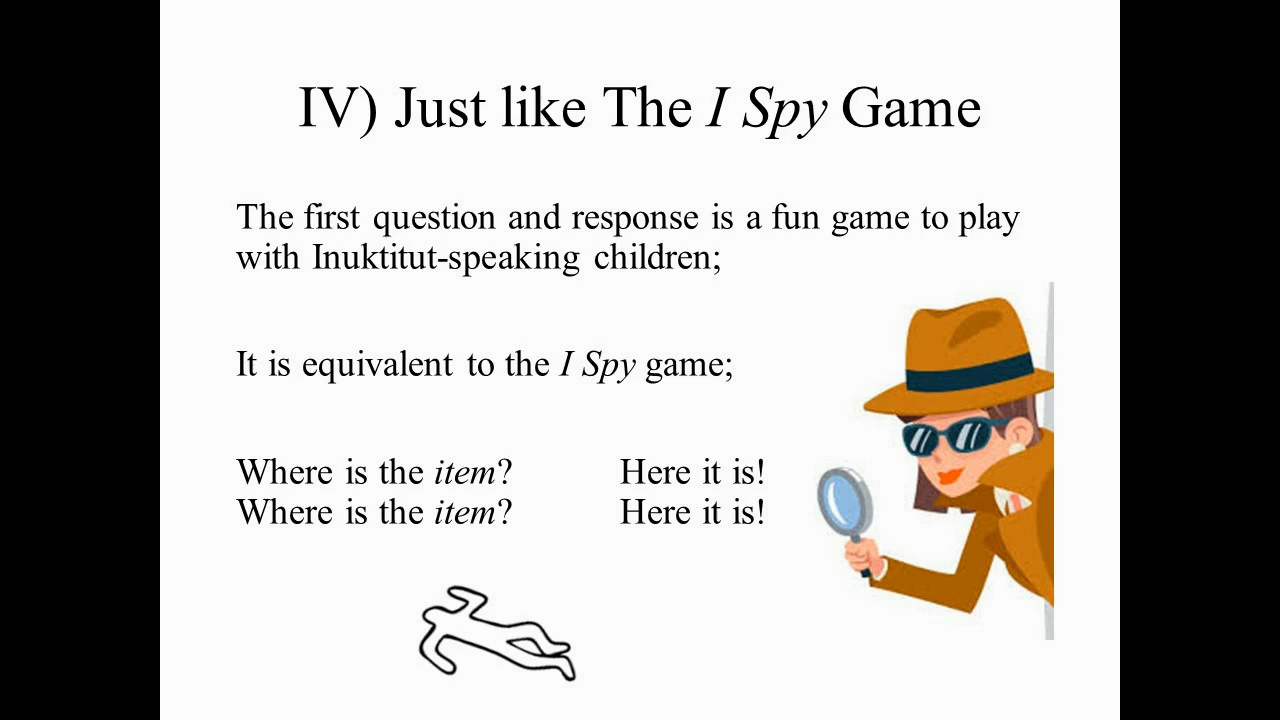 IV) Just like The I Spy Game
The first question and response is a fun game to play
with Inuktitut-speaking children;
It is equivalent to the I Spy game;
Where is the item? Here it is!
Where is the item? Here it is!